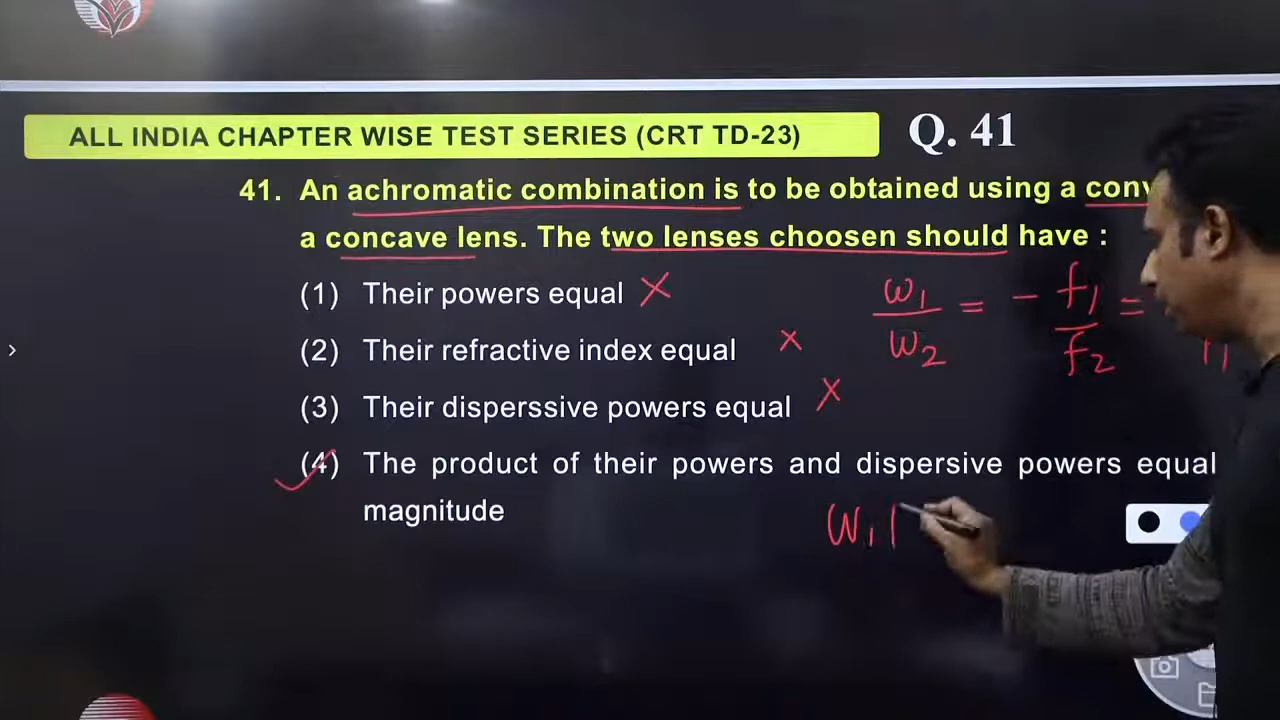 ALL INDIA CHAPTER WISE TEST SERIES (CRT TD-23) Q. 41
41. An achromatic combination is to be obtained using a
a concave lens. The two lenses choosen should have :
(1) Their powers equal ×
(2) Their refractive index equal ×
(3) Their disperssive powers equal ×
ω₁/ω₂ = - f₁/f₂ =
(4) The product of their powers and dispersive powers equal
magnitude
ω₁